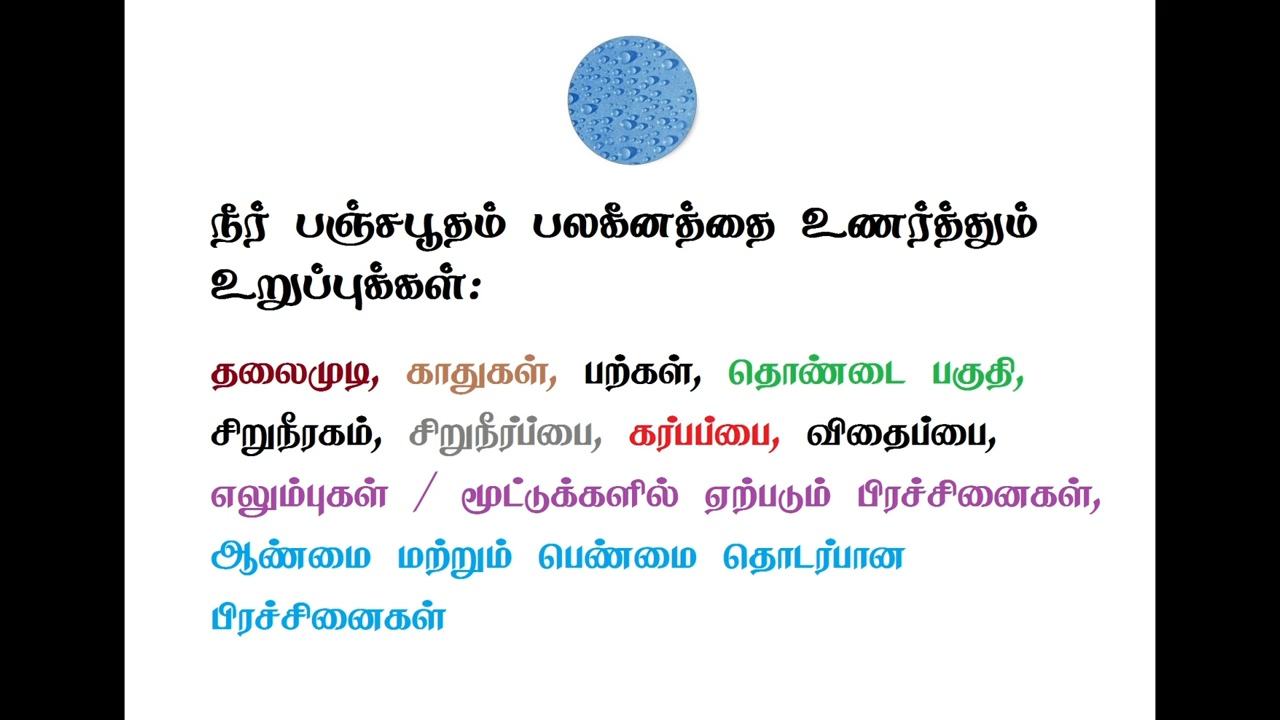 நீர் பஞ்சபூதம் பலகீனத்தை உணர்த்தும்
உறுப்புக்கள்:
தலைமுடி, காதுகள், பற்கள், தொண்டை பகுதி,
சிறுநீரகம், சிறுநீர்ப்பை, கர்பப்பை, விதைப்பை,
எலும்புகள் / மூட்டுக்களில் ஏற்படும் பிரச்சினைகள்,
ஆண்மை மற்றும் பெண்மை தொடர்பான
பிரச்சினைகள்